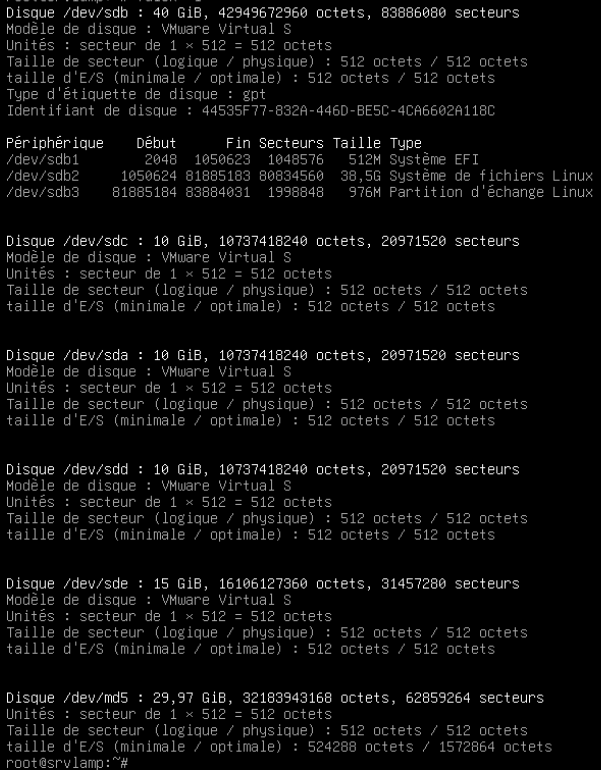 Disque /dev/sdb : 40 GiB, 42949672960 octets, 83886080 secteurs
Modèle de disque : VMware Virtual S
Unités : secteur de 1 × 512 = 512 octets
Taille de secteur (logique / physique) : 512 octets / 512 octets
taille d'E/S (minimale / optimale) : 512 octets / 512 octets
Type d'étiquette de disque : gpt
Identifiant de disque : 44535F77-832A-446D-BE5C-4CA6602A118C
Périphérique Début Fin Secteurs Taille Type
/dev/sdb1 2048 1050623 1048576 512M Système EFI
/dev/sdb2 1050624 81885183 80834560 38,5G Système de fichiers Linux
/dev/sdb3 81885184 83884031 1998848 976M Partition d'échange Linux
Disque /dev/sdc : 10 GiB, 10737418240 octets, 20971520 secteurs
Modèle de disque : VMware Virtual S
Unités : secteur de 1 × 512 = 512 octets
Taille de secteur (logique / physique) : 512 octets / 512 octets
taille d'E/S (minimale / optimale) : 512 octets / 512 octets
Disque /dev/sda : 10 GiB, 10737418240 octets, 20971520 secteurs
Modèle de disque : VMware Virtual S
Unités : secteur de 1 × 512 = 512 octets
Taille de secteur (logique / physique) : 512 octets / 512 octets
taille d'E/S (minimale / optimale) : 512 octets / 512 octets
Disque /dev/sdd : 10 GiB, 10737418240 octets, 20971520 secteurs
Modèle de disque : VMware Virtual S
Unités : secteur de 1 × 512 = 512 octets
Taille de secteur (logique / physique) : 512 octets / 512 octets
taille d'E/S (minimale / optimale) : 512 octets / 512 octets
Disque /dev/sde : 15 GiB, 16106127360 octets, 31457280 secteurs
Modèle de disque : VMware Virtual S
Unités : secteur de 1 × 512 = 512 octets
Taille de secteur (logique / physique) : 512 octets / 512 octets
taille d'E/S (minimale / optimale) : 512 octets / 512 octets
Disque /dev/md5 : 29,97 GiB, 32183943168 octets, 62859264 secteurs
Unités : secteur de 1 × 512 = 512 octets
Taille de secteur (logique / physique) : 512 octets / 512 octets
taille d'E/S (minimale / optimale) : 524288 octets / 1572864 octets
root@srvlamp:~#